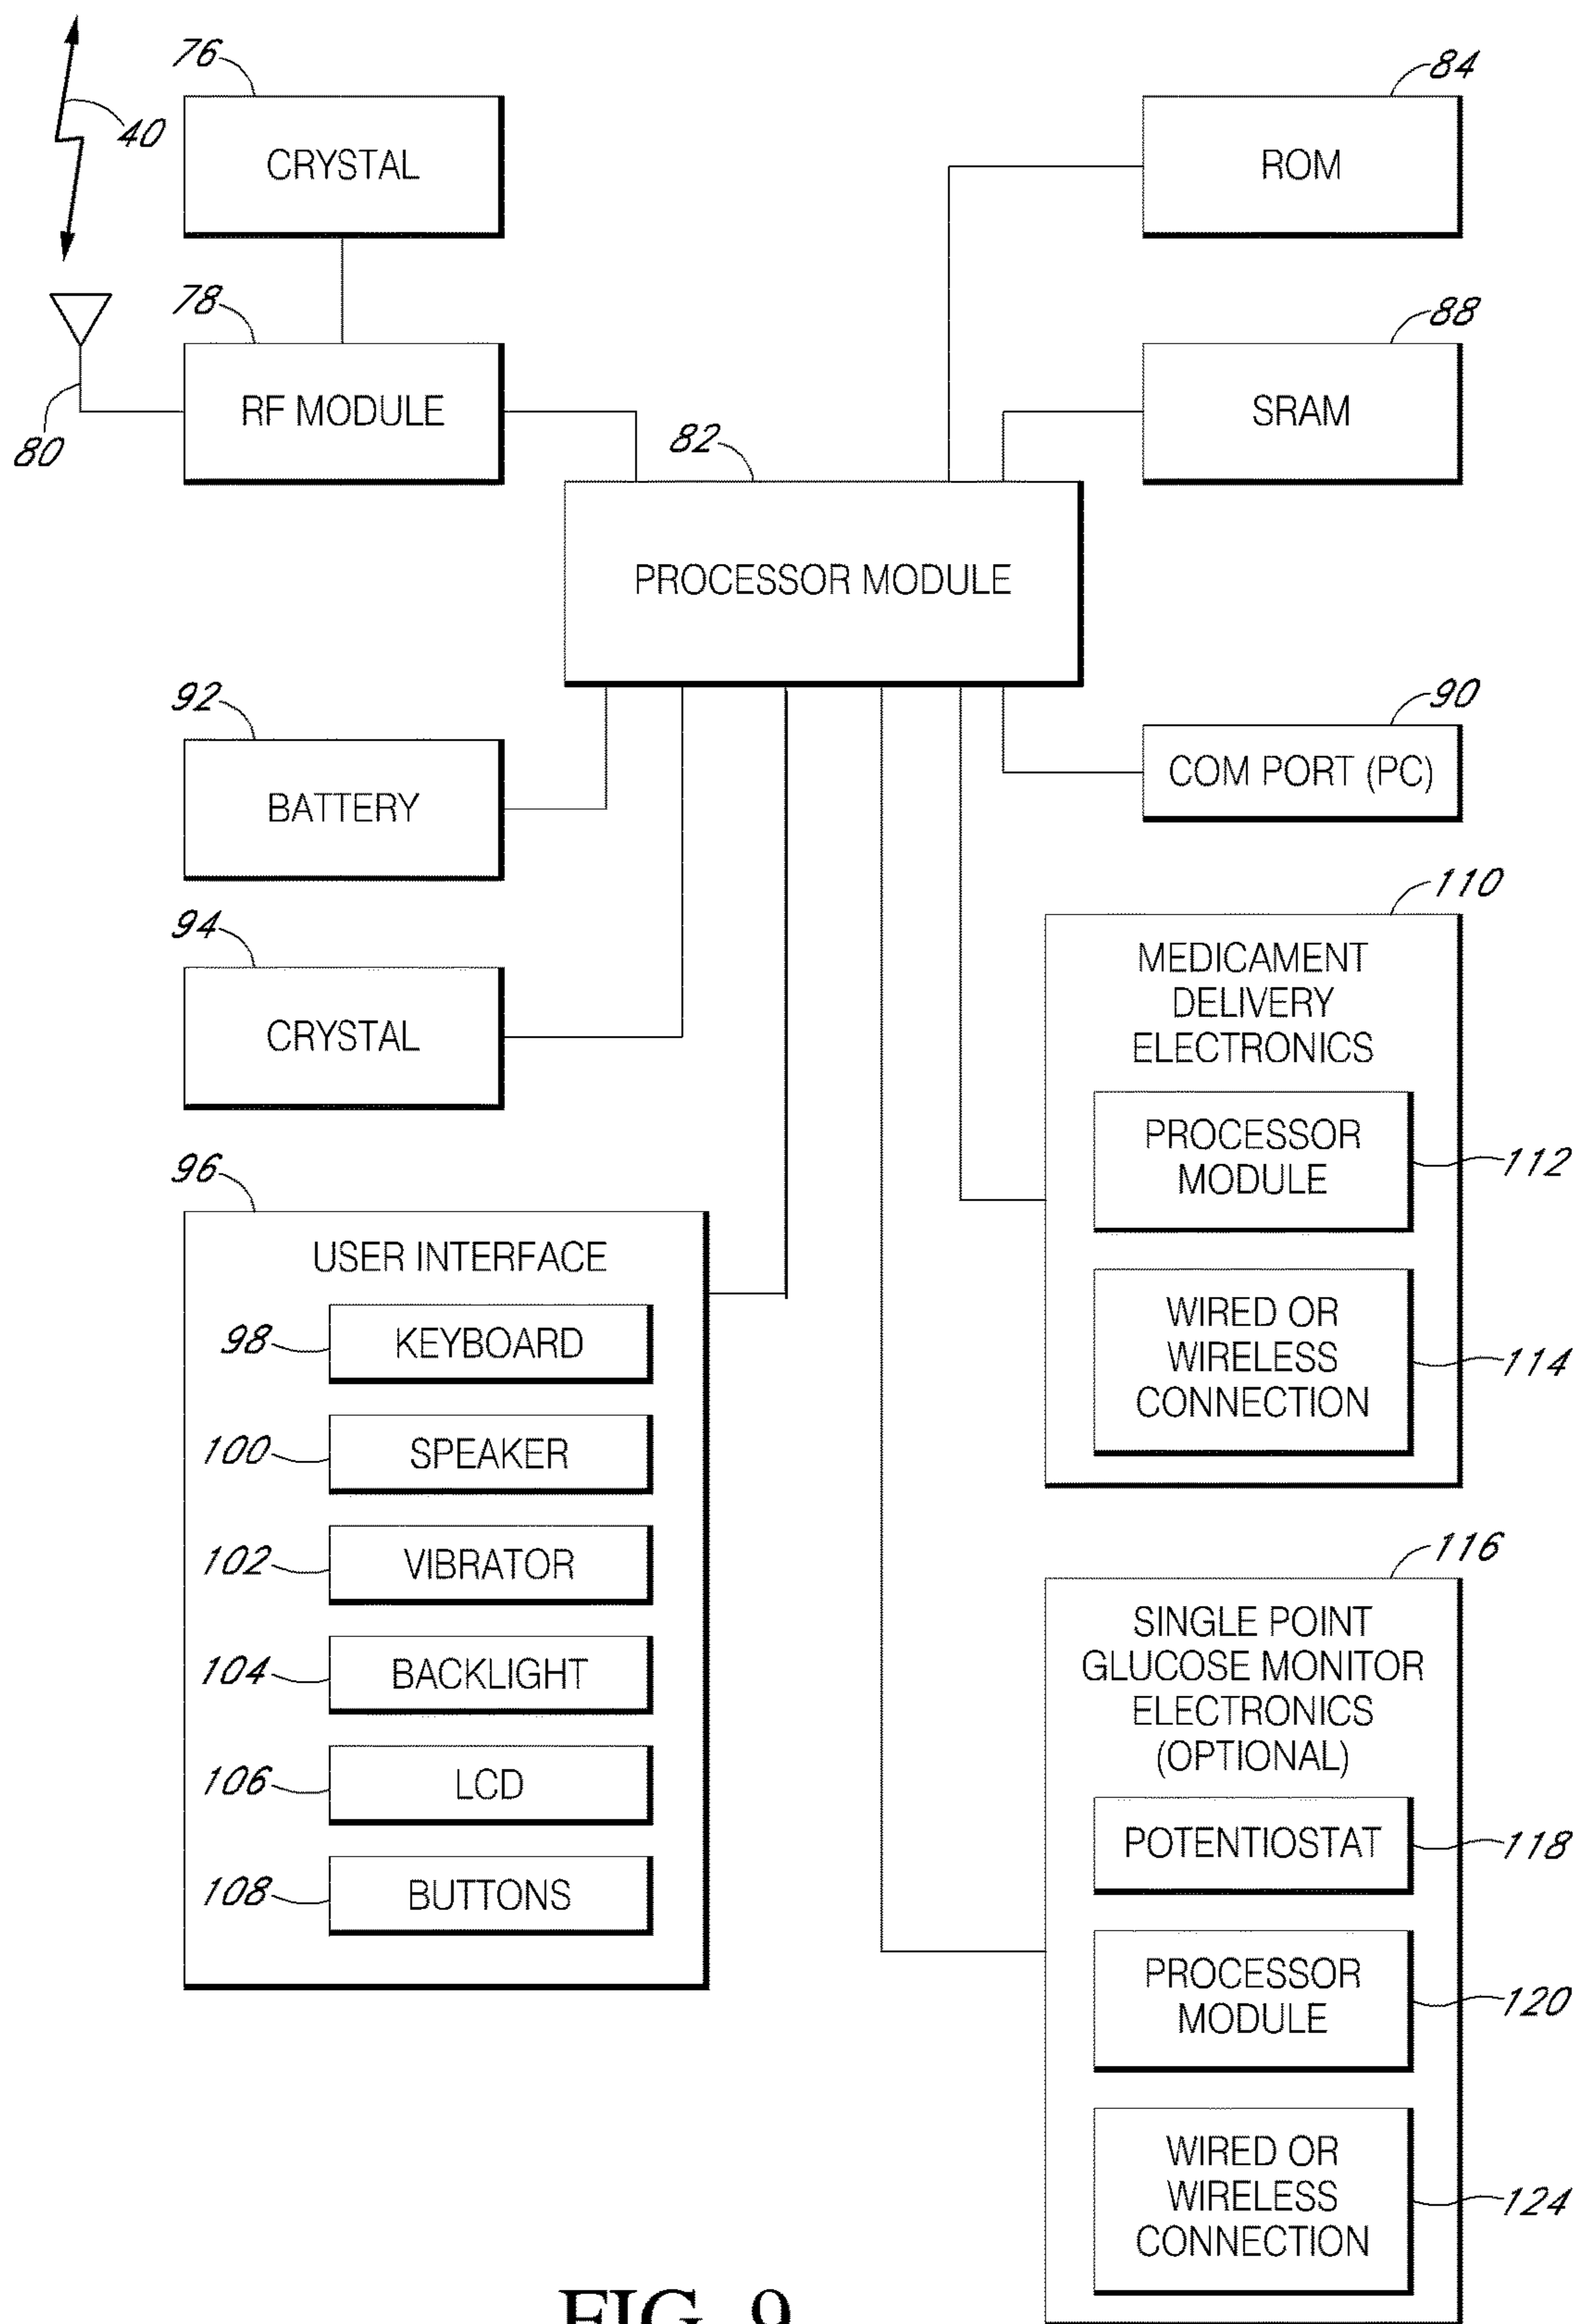 76
40
CRYSTAL
84
ROM
78
80
RF MODULE
88
SRAM
82
PROCESSOR MODULE
92
BATTERY
90
COM PORT (PC)
94
CRYSTAL
110
MEDICAMENT
DELIVERY
ELECTRONICS
PROCESSOR
MODULE
112
WIRED OR
WIRELESS
CONNECTION
114
96
USER INTERFACE
98
KEYBOARD
100
SPEAKER
102
VIBRATOR
104
BACKLIGHT
106
LCD
108
BUTTONS
116
SINGLE POINT
GLUCOSE MONITOR
ELECTRONICS
(OPTIONAL)
POTENTIOSTAT
118
PROCESSOR
MODULE
120
WIRED OR
WIRELESS
CONNECTION
124
FIG. 9